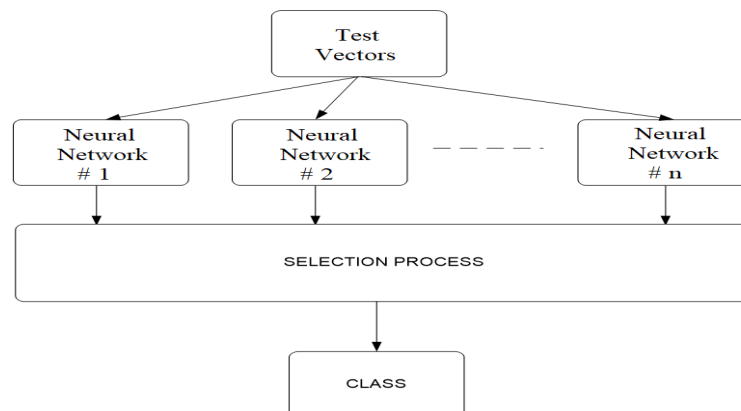 Test
Vectors
Neural
Network
# 1
Neural
Network
# 2
Neural
Network
# n
SELECTION PROCESS
CLASS